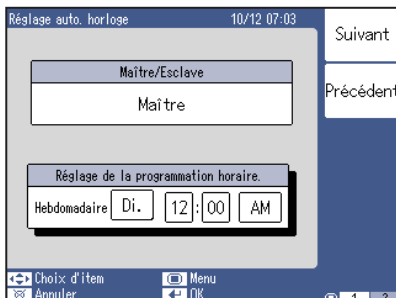 Réglage auto. horloge 10/12 07:03
Suivant
Maître/Esclave
Maître
Précédent
Réglage de la programmation horaire.
Hebdomadaire Di. 12:00 AM
Choix d'item Menu
Annuler OK
1 2